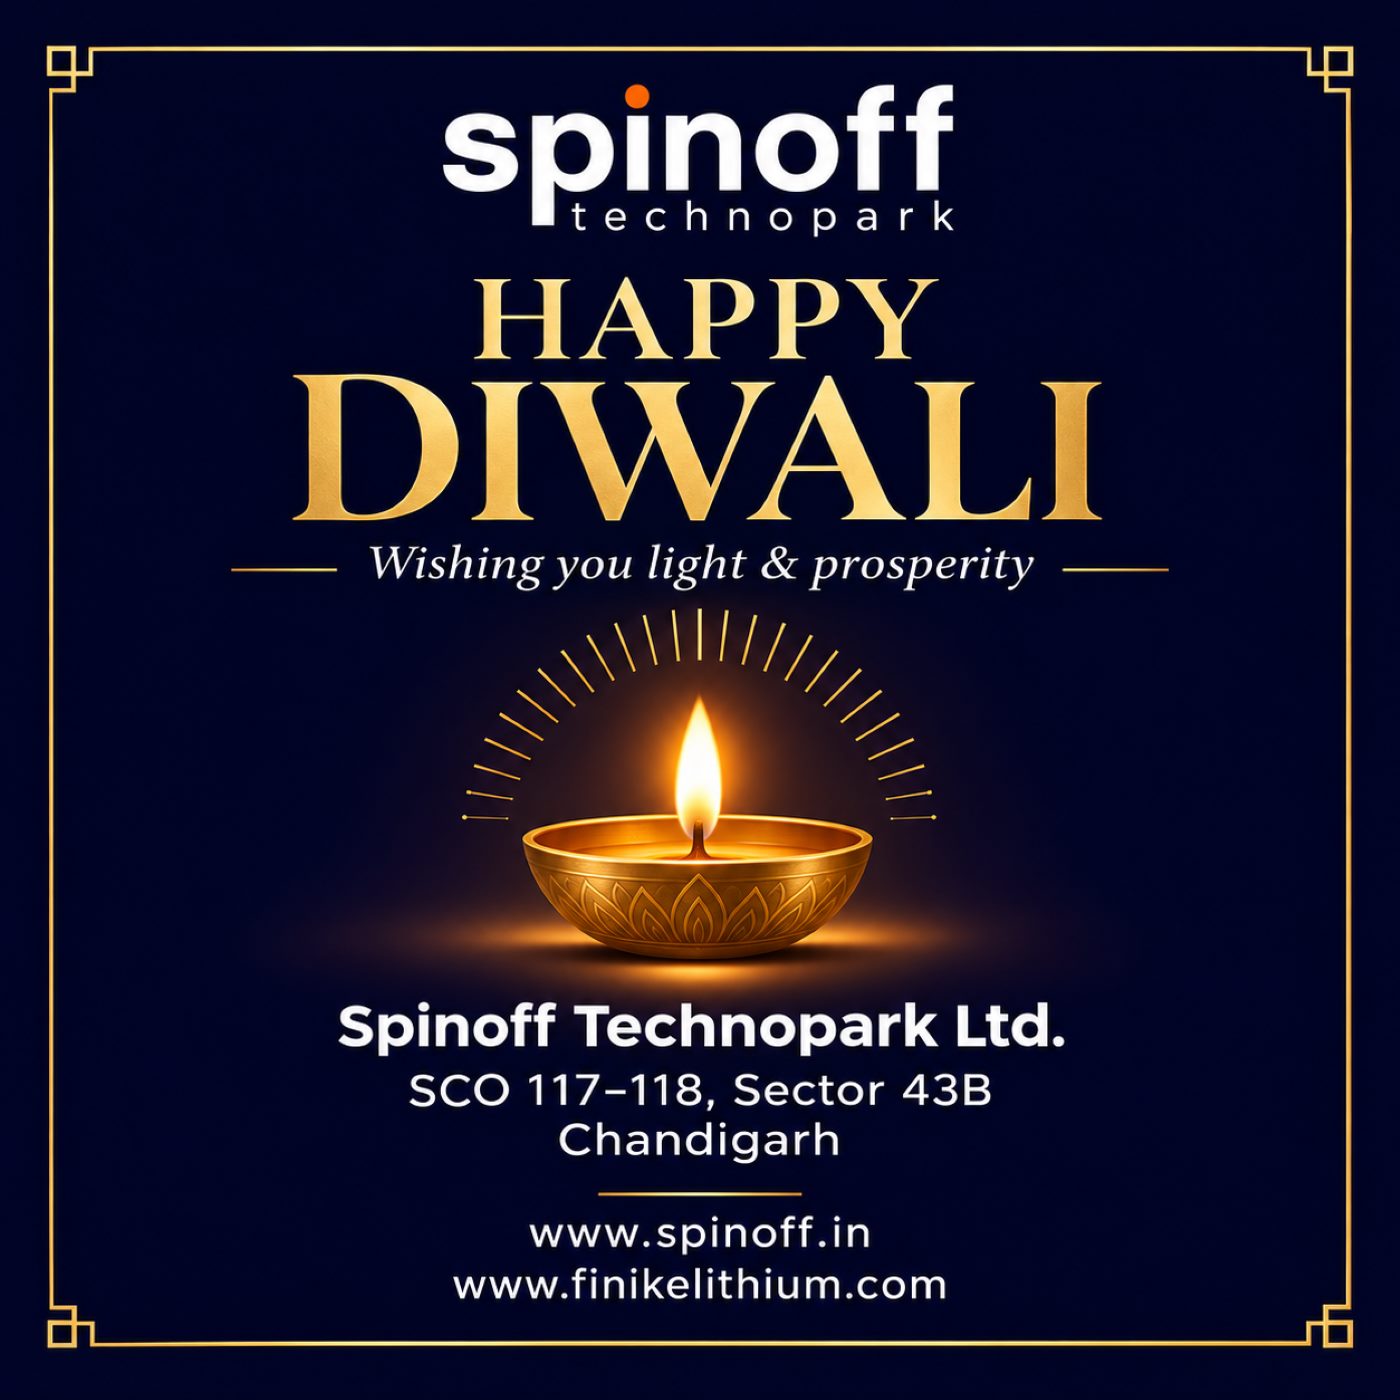 spinoff
technopark
HAPPY
DIWALI
Wishing you light & prosperity
Spinoff Technopark Ltd.
SCO 117–118, Sector 43B
Chandigarh
www.spinoff.in
www.finikelithium.com